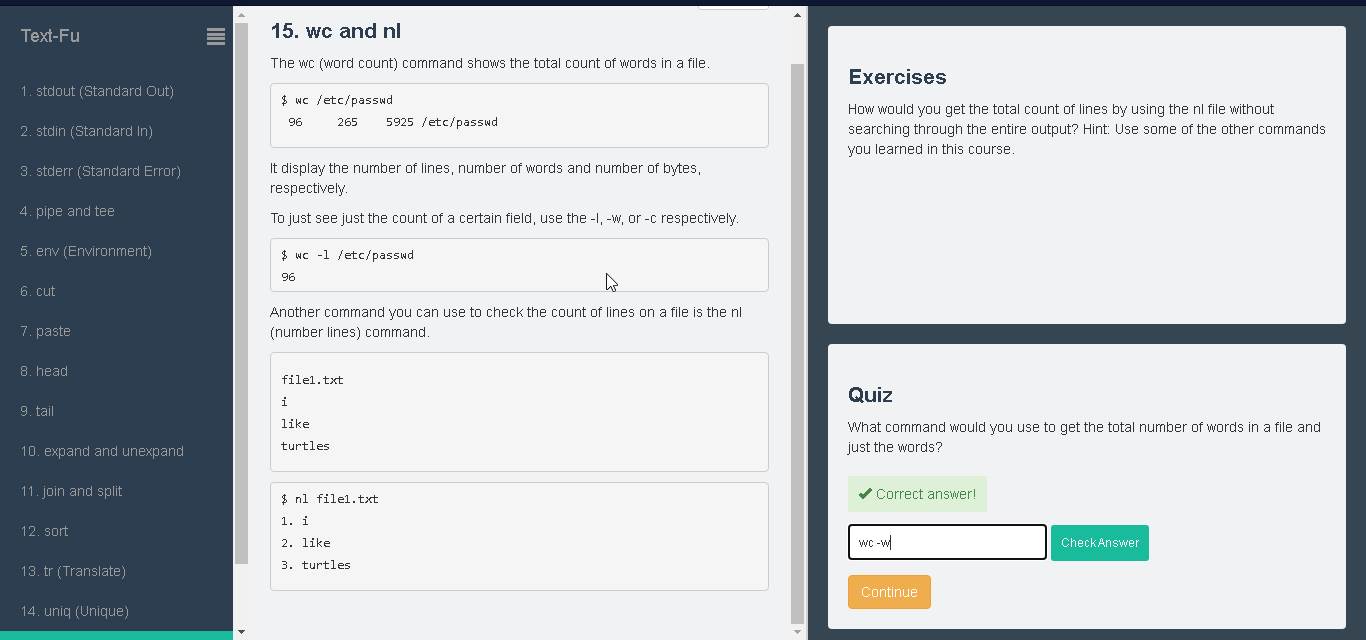 Text-Fu
1. stdout (Standard Out)
2. stdin (Standard In)
3. stderr (Standard Error)
4. pipe and tee
5. env (Environment)
6. cut
7. paste
8. head
9. tail
10. expand and unexpand
11. join and split
12. sort
13. tr (Translate)
14. uniq (Unique)
15. wc and nl
The wc (word count) command shows the total count of words in a file.
$ wc /etc/passwd
96 265 5925 /etc/passwd
It display the number of lines, number of words and number of bytes,
respectively.
To just see just the count of a certain field, use the -l, -w, or -c respectively.
$ wc -l /etc/passwd
96
Another command you can use to check the count of lines on a file is the nl
(number lines) command.
file1.txt
i
like
turtles
$ nl file1.txt
1. i
2. like
3. turtles
Exercises
How would you get the total count of lines by using the nl file without
searching through the entire output? Hint: Use some of the other commands
you learned in this course.
Quiz
What command would you use to get the total number of words in a file and
just the words?
✔ Correct answer!
wc -w
Check Answer
Continue